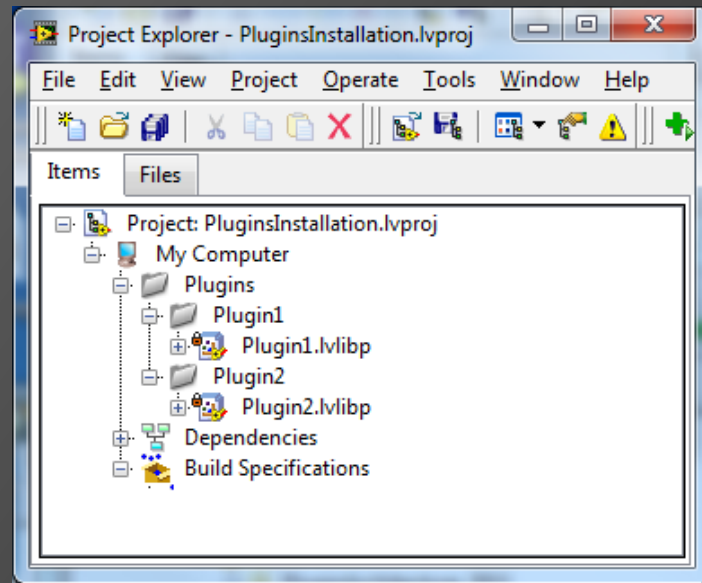 Project Explorer - PluginsInstallation.lvproj
File Edit View Project Operate Tools Window Help
Items Files
Project: PluginsInstallation.lvproj
My Computer
Plugins
Plugin1
Plugin1.lvlibp
Plugin2
Plugin2.lvlibp
Dependencies
Build Specifications